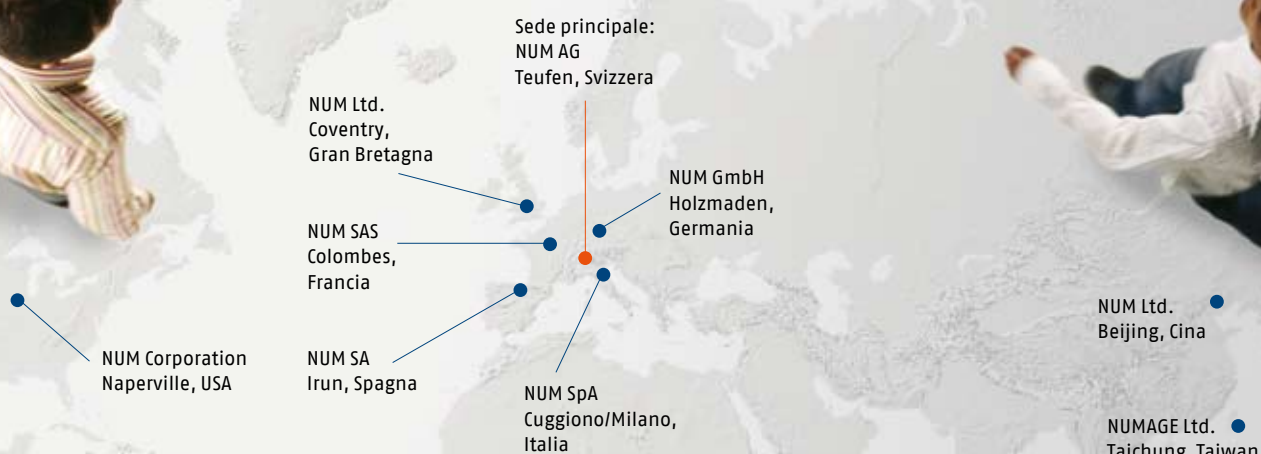 Sede principale:
NUM AG
Teufen, Svizzera
NUM Ltd.
Coventry,
Gran Bretagna
NUM GmbH
Holzmaden,
Germania
NUM SAS
Colombes,
Francia
NUM Ltd.
Beijing, Cina
NUM Corporation
Naperville, USA
NUM SA
Irun, Spagna
NUM SpA
Cuggiono/Milano,
Italia
NUMAGE Ltd.
Taichung, Taiwan